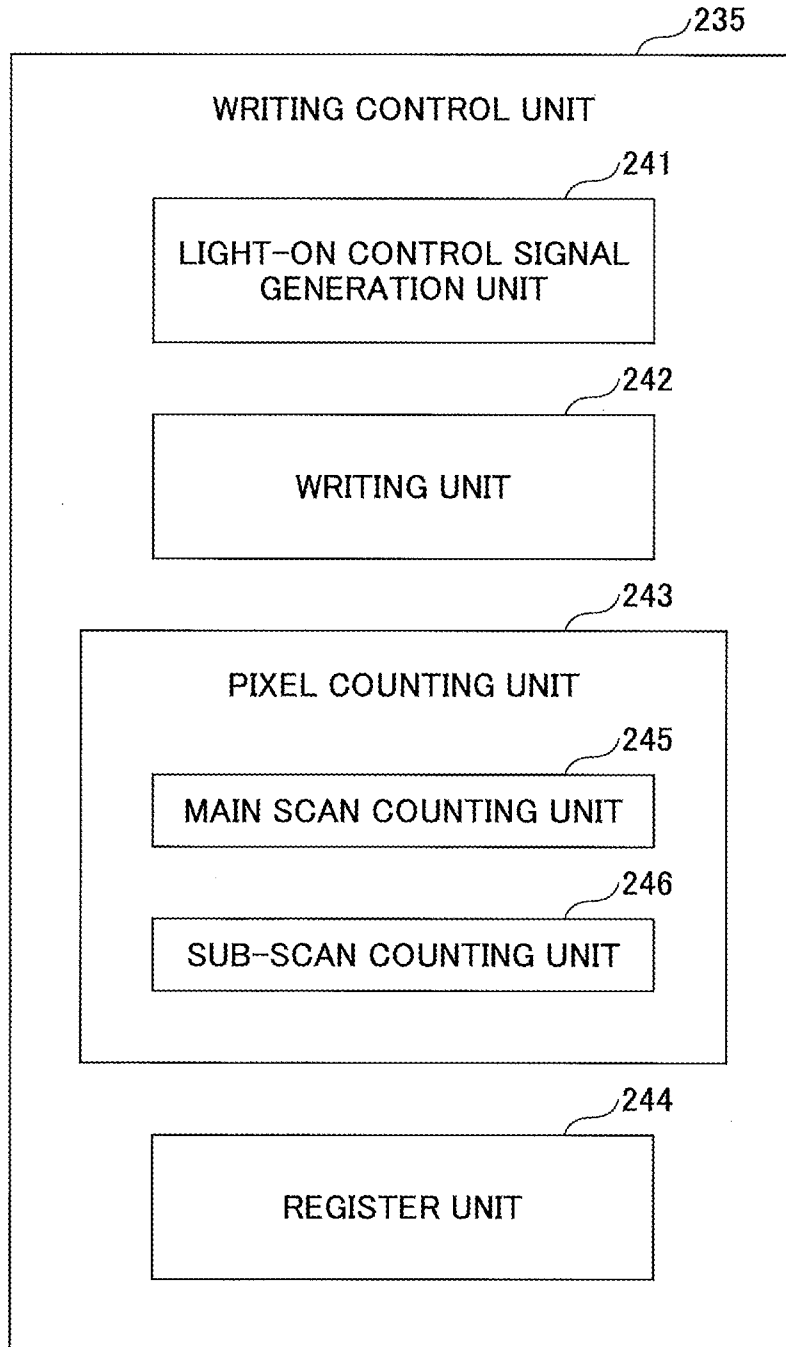 235
WRITING CONTROL UNIT
241
LIGHT-ON CONTROL SIGNAL
GENERATION UNIT
242
WRITING UNIT
243
PIXEL COUNTING UNIT
245
MAIN SCAN COUNTING UNIT
246
SUB-SCAN COUNTING UNIT
244
REGISTER UNIT